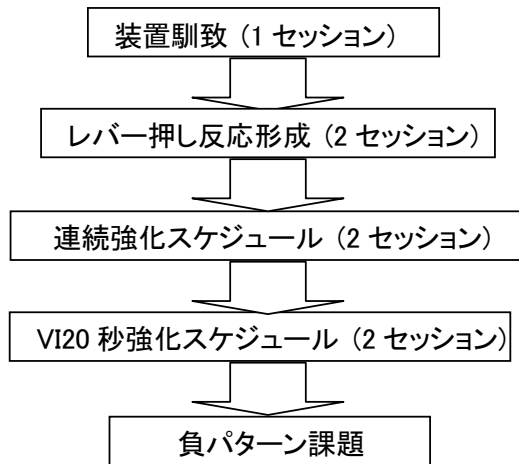 装置馴致 (1 セッション)
レバー押し反応形成 (2 セッション)
連続強化スケジュール (2 セッション)
VI20 秒強化スケジュール (2 セッション)
負パターン課題